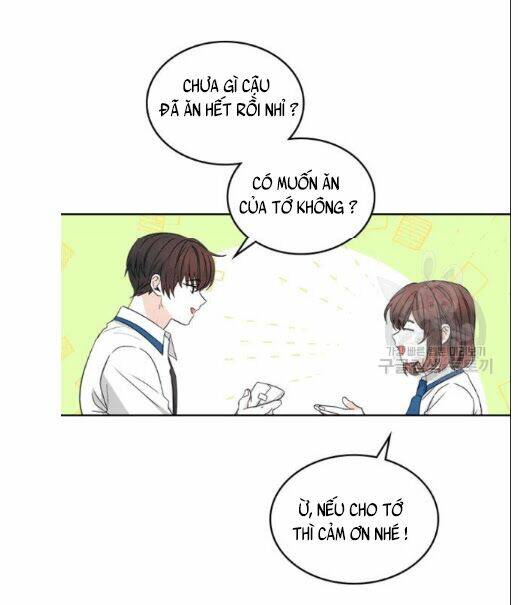 CHƯA GÌ CẬU
ĐÃ ĂN HẾT RỒI NHỈ ?
CÓ MUỐN ĂN
CỦA TỚ KHÔNG ?
Ừ, NẾU CHO TỚ
THÌ CẢM ƠN NHÉ !